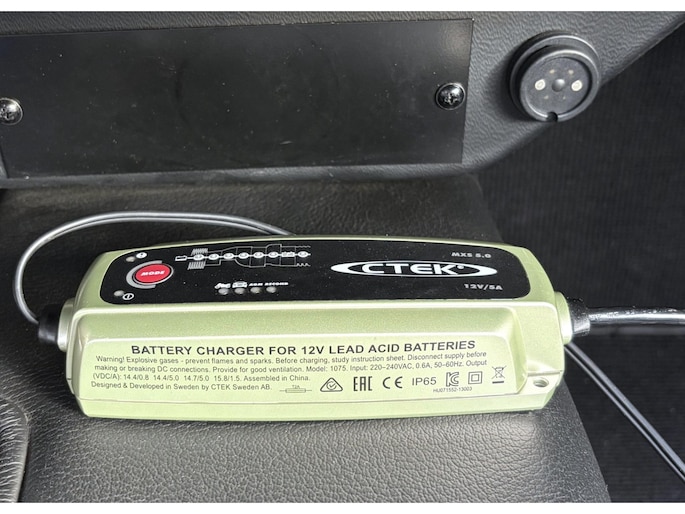 MXS 5.0
MODE
CTEK
12V/5A
AGM RECOND
BATTERY CHARGER FOR 12V LEAD ACID BATTERIES
Warning! Explosive gases - prevent flames and sparks. Before charging, study instruction sheet. Disconnect supply before
making or breaking DC connections. Provide for good ventilation. Model: 1075. Input: 220–240VAC, 0.6A, 50–60Hz. Output
(VDC/A): 14.4/0.8 14.4/5.0 14.7/5.0 15.8/1.5. Assembled in China.
Designed & Developed in Sweden by CTEK Sweden AB.
EAC CE IP65
HU071552-13003